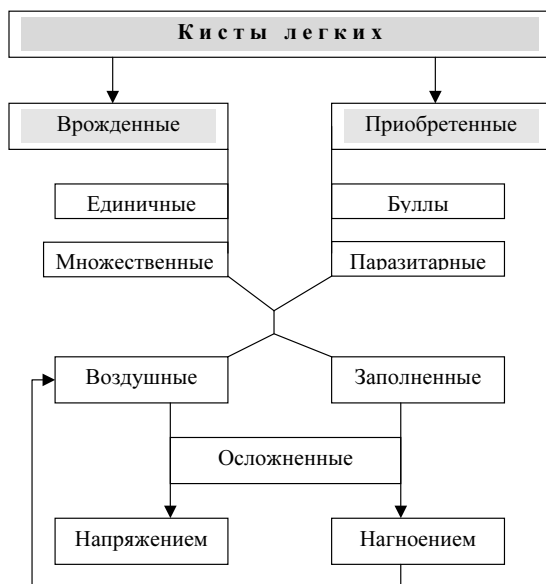 Кисты легких
Врожденные
Приобретенные
Единичные
Буллы
Множественные
Паразитарные
Воздушные
Заполненные
Осложненные
Напряжением
Нагноением